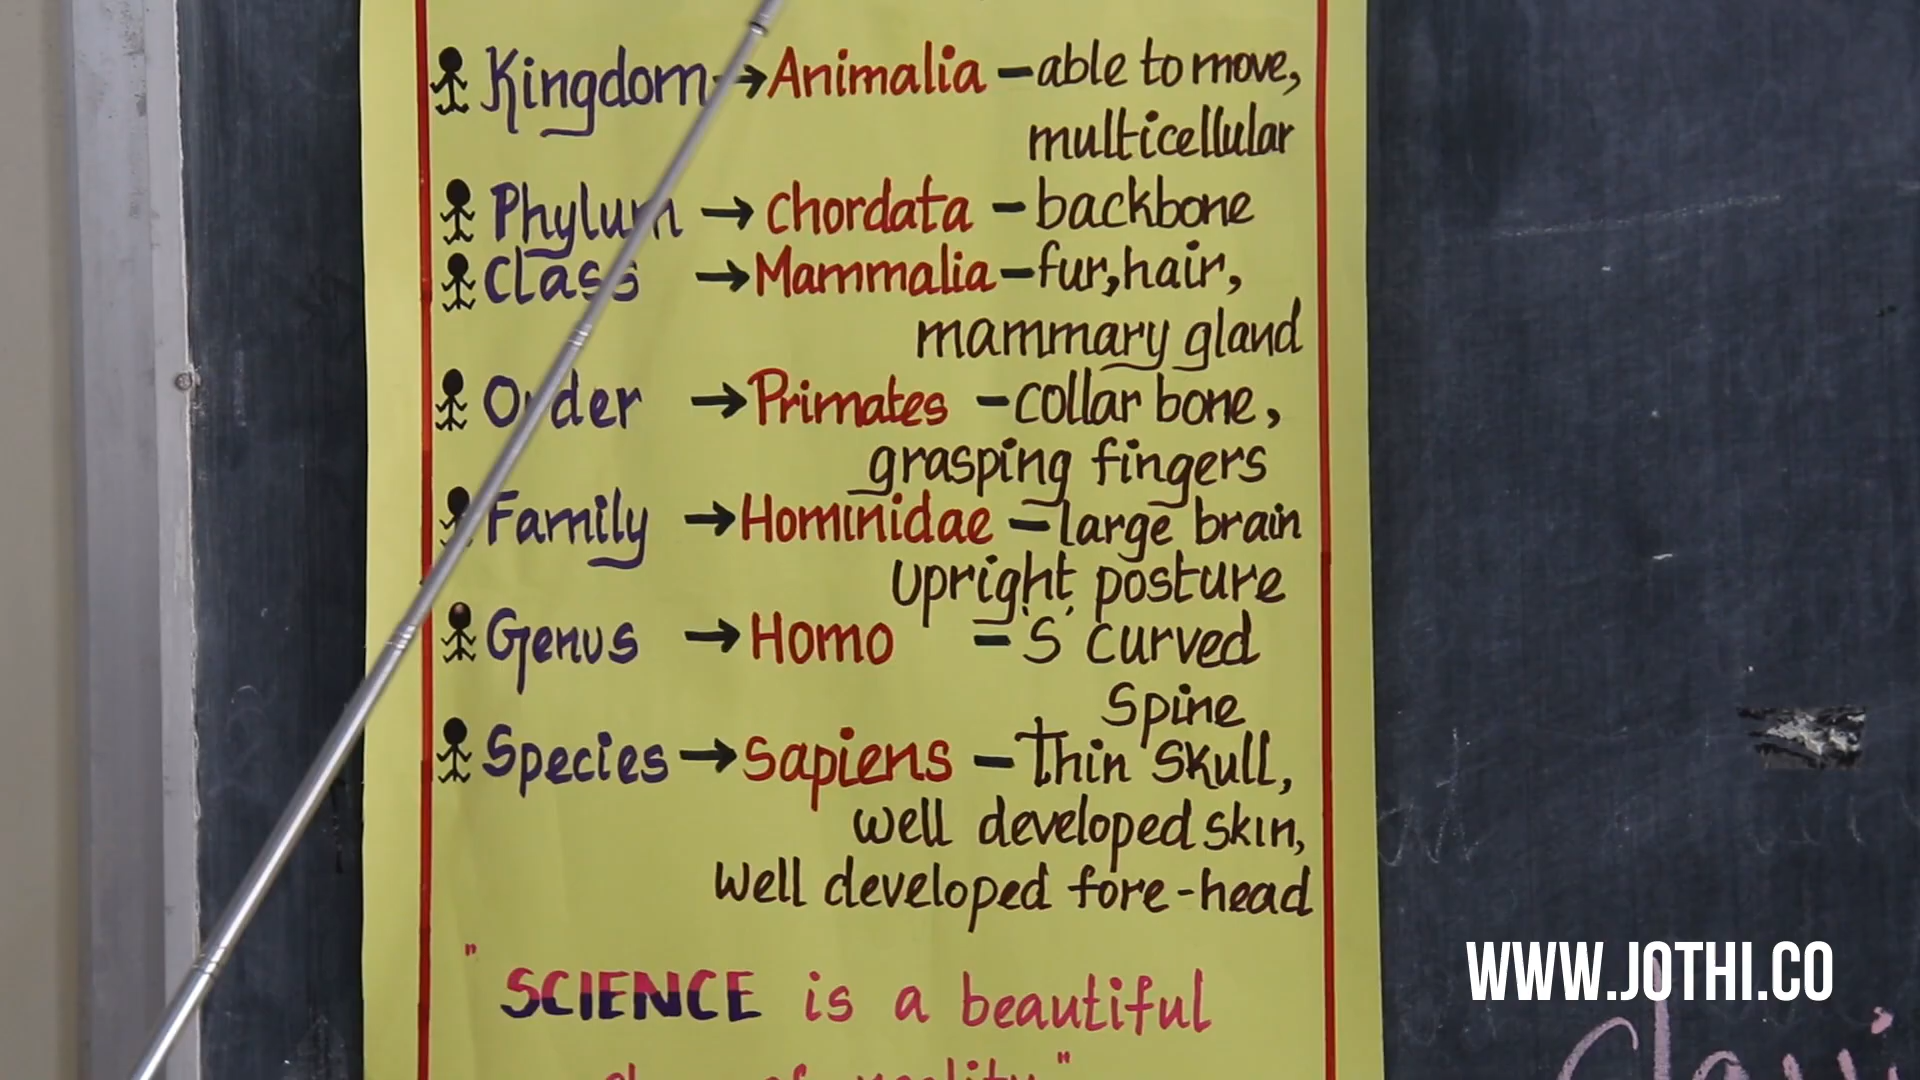 Kingdom → Animalia – able to move,
multicellular
Phylum → chordata – backbone
Class → Mammalia – fur, hair,
mammary gland
Order → Primates – collar bone,
grasping fingers
Family → Hominidae – large brain
upright posture
Genus → Homo = 'S' curved
Spine
Species → Sapiens – Thin Skull,
well developed skin,
well developed fore-head
" SCIENCE is a beautiful
of reality"
WWW.JOTHI.CO